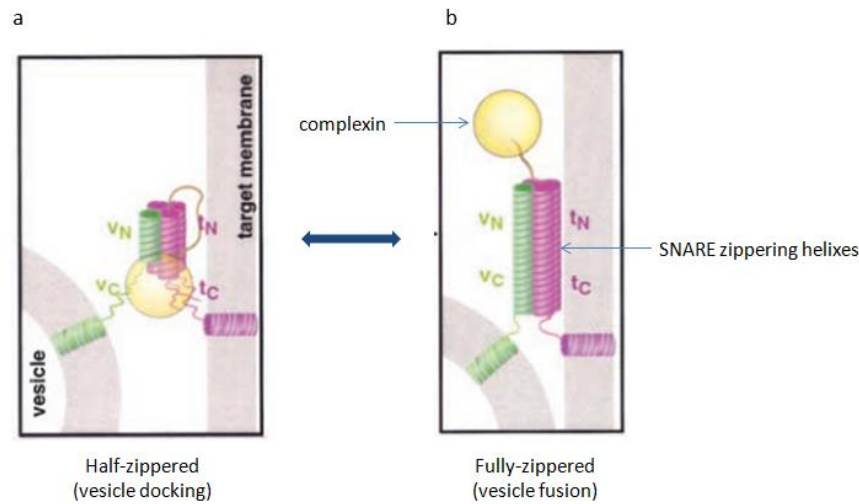 a
b
target membrane
vN
tN
vC
tC
vesicle
complexin
vN
tN
SNARE zippering helixes
vC
tC
Half-zippered
(vesicle docking)
Fully-zippered
(vesicle fusion)